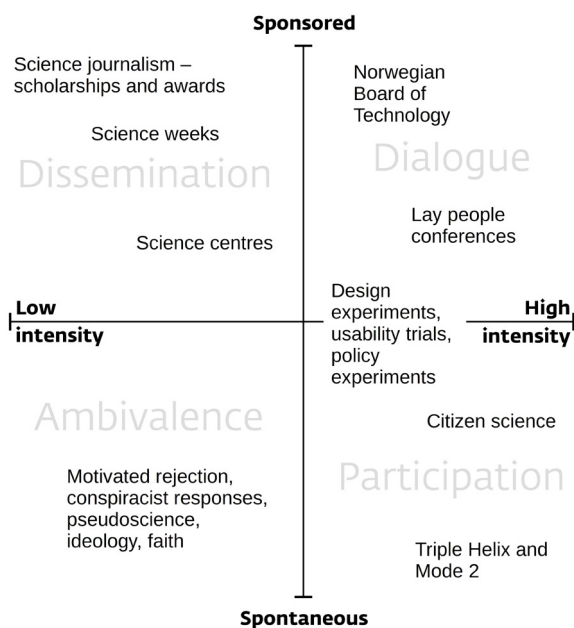 Sponsored
Science journalism –
scholarships and awards
Norwegian
Board of
Technology
Science weeks
Dissemination
Dialogue
Lay people
conferences
Science centres
Design
experiments,
usability trials,
policy
experiments
Low
intensity
High
intensity
Ambivalence
Citizen science
Motivated rejection,
conspiracist responses,
pseudoscience,
ideology, faith
Participation
Triple Helix and
Mode 2
Spontaneous